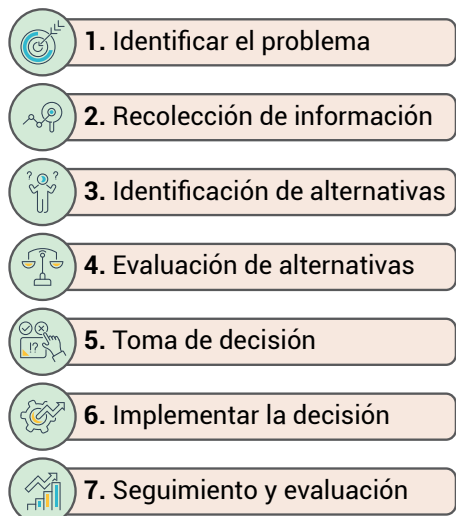 1. Identificar el problema
2. Recolección de información
3. Identificación de alternativas
4. Evaluación de alternativas
5. Toma de decisión
!?
6. Implementar la decisión
7. Seguimiento y evaluación